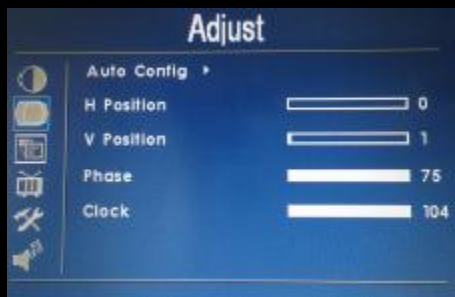 Adjust
Auto Config
H Position 0
V Position 1
Phase 75
Clock 104